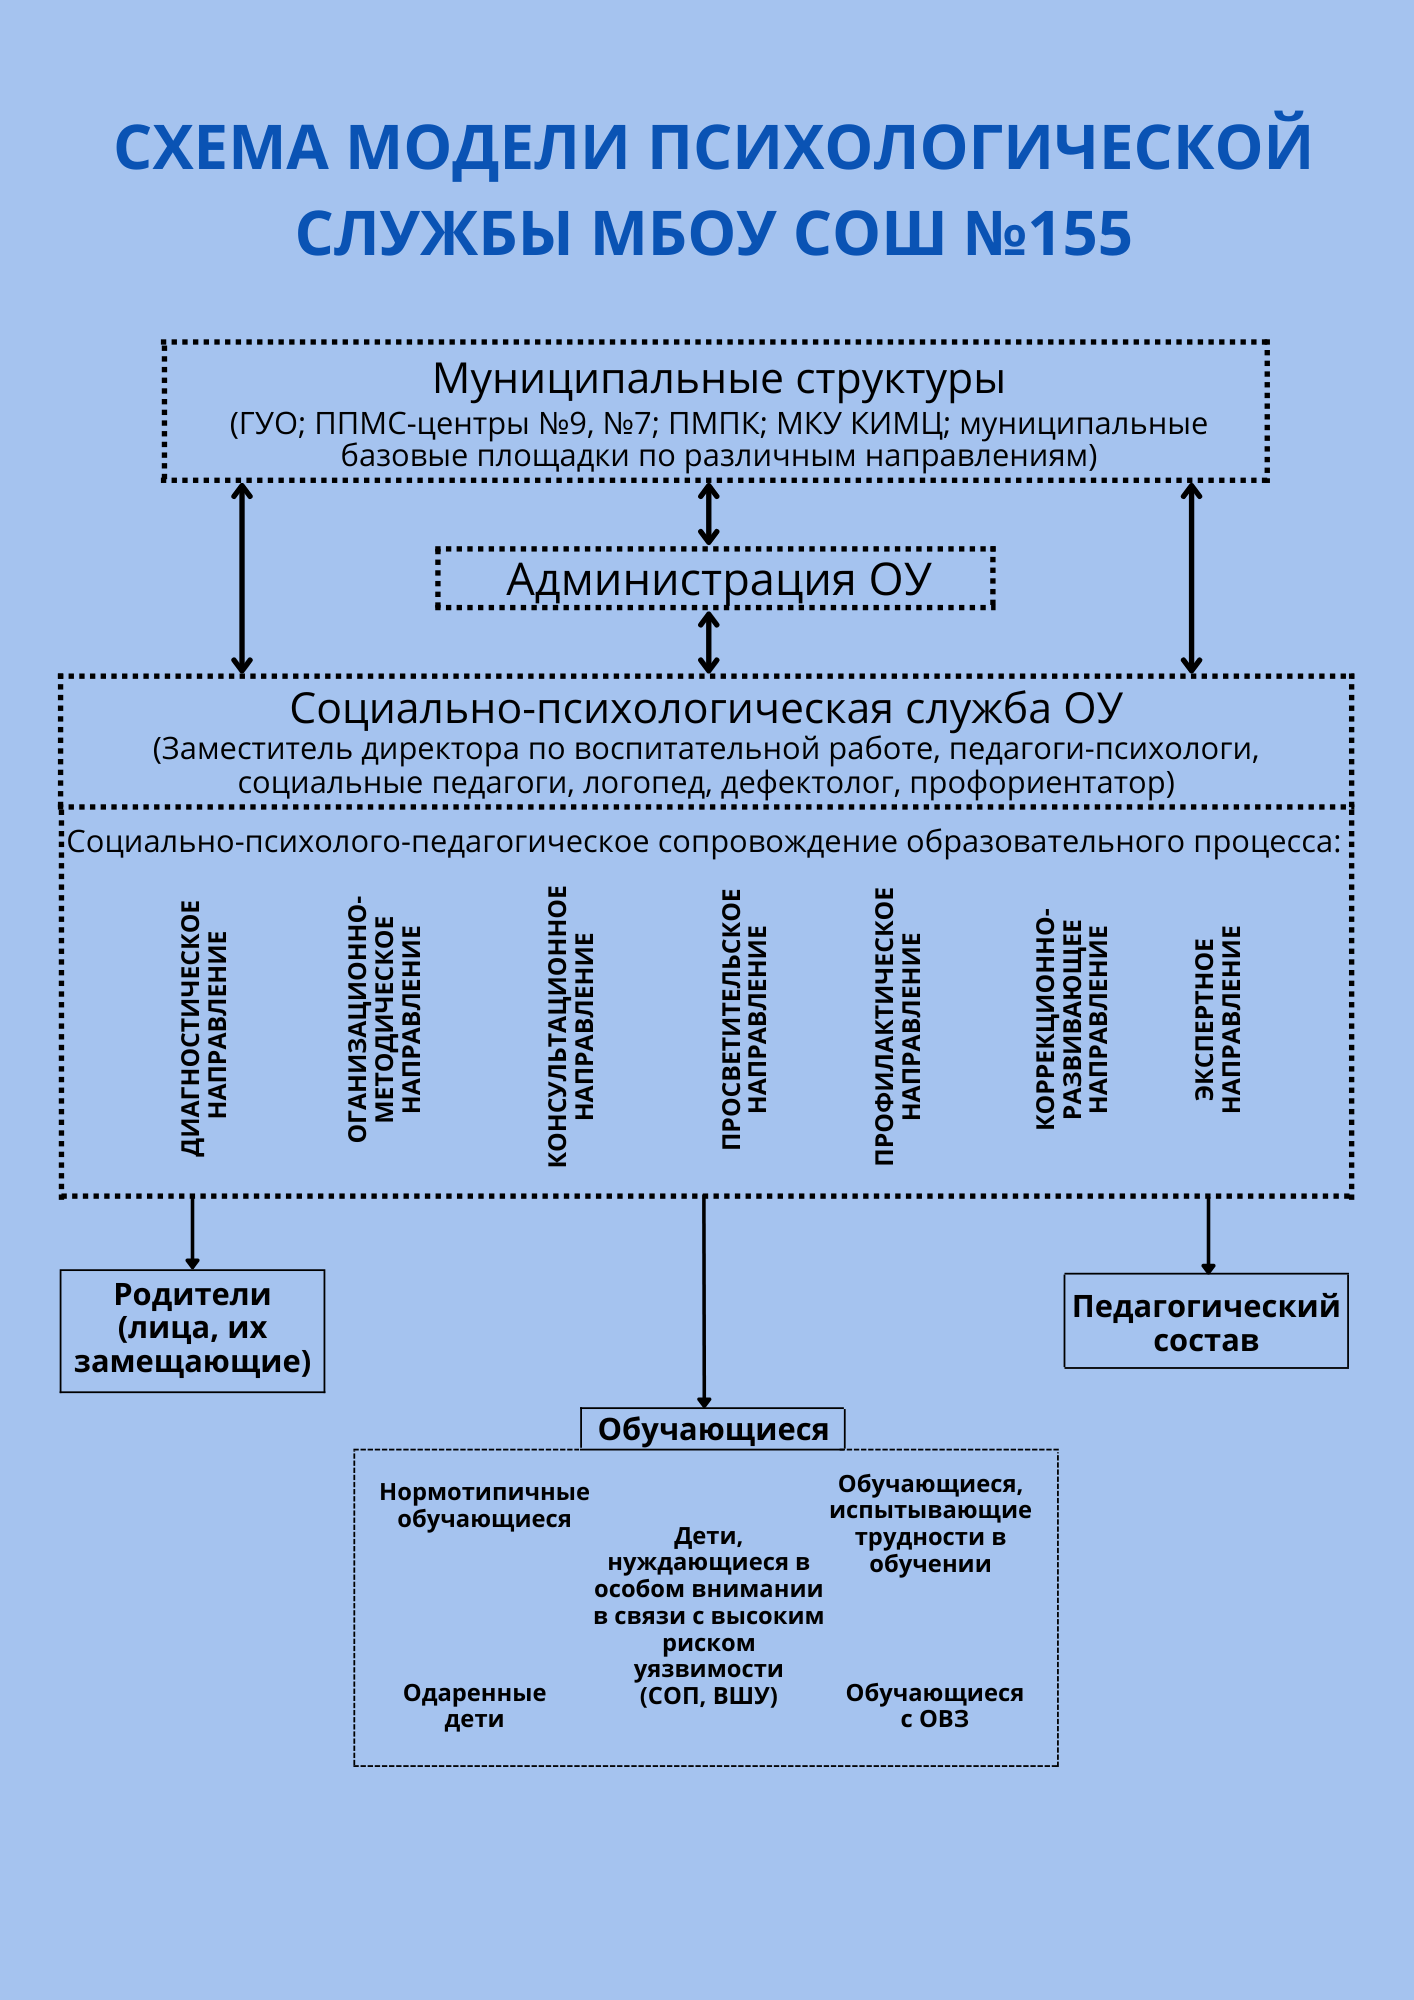 СХЕМА МОДЕЛИ ПСИХОЛОГИЧЕСКОЙ
СЛУЖБЫ МБОУ СОШ №155
Муниципальные структуры
(ГУО; ППМС-центры №9, №7; ПМПК; МКУ КИМЦ; муниципальные
базовые площадки по различным направлениям)
Администрация ОУ
Социально-психологическая служба ОУ
(Заместитель директора по воспитательной работе, педагоги-психологи,
социальные педагоги, логопед, дефектолог, профориентатор)
Социально-психолого-педагогическое сопровождение образовательного процесса:
ДИАГНОСТИЧЕСКОЕ
НАПРАВЛЕНИЕ
ОГАНИЗАЦИОННО-
МЕТОДИЧЕСКОЕ
НАПРАВЛЕНИЕ
КОНСУЛЬТАЦИОННОЕ
НАПРАВЛЕНИЕ
ПРОСВЕТИТЕЛЬСКОЕ
НАПРАВЛЕНИЕ
ПРОФИЛАКТИЧЕСКОЕ
НАПРАВЛЕНИЕ
КОРРЕКЦИОННО-
РАЗВИВАЮЩЕЕ
НАПРАВЛЕНИЕ
ЭКСПЕРТНОЕ
НАПРАВЛЕНИЕ
Родители
(лица, их
замещающие)
Педагогический
состав
Обучающиеся
Нормотипичные
обучающиеся
Дети,
нуждающиеся в
особом внимании
в связи с высоким
риском
уязвимости
(СОП, ВШУ)
Обучающиеся,
испытывающие
трудности в
обучении
Одаренные
дети
Обучающиеся
с ОВЗ